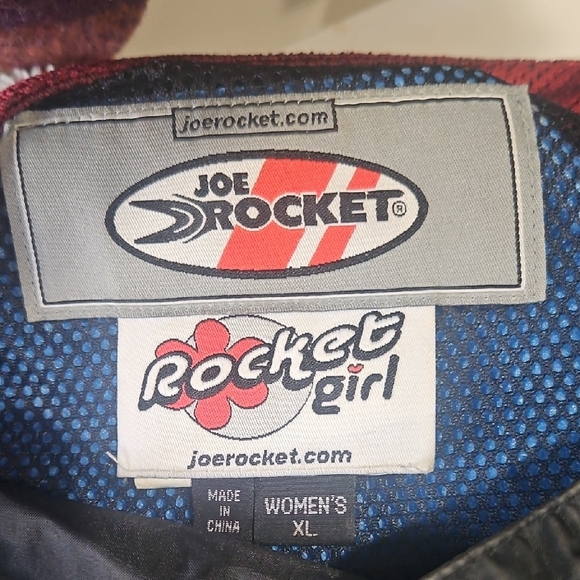 joerocket.com
JOE
ROCKET®
Rocket
girl
joerocket.com
MADE
IN
CHINA
WOMEN'S
XL